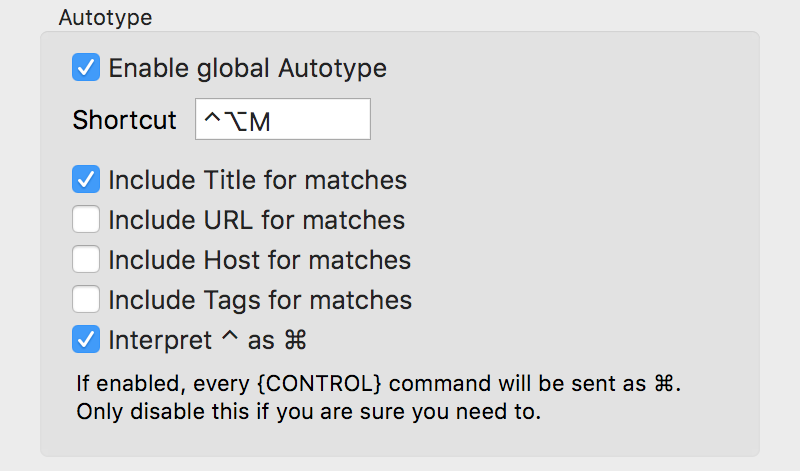 Autotype
Enable global Autotype
Shortcut ^⌥M
Include Title for matches
Include URL for matches
Include Host for matches
Include Tags for matches
Interpret ^ as ⌘
If enabled, every {CONTROL} command will be sent as ⌘.
Only disable this if you are sure you need to.